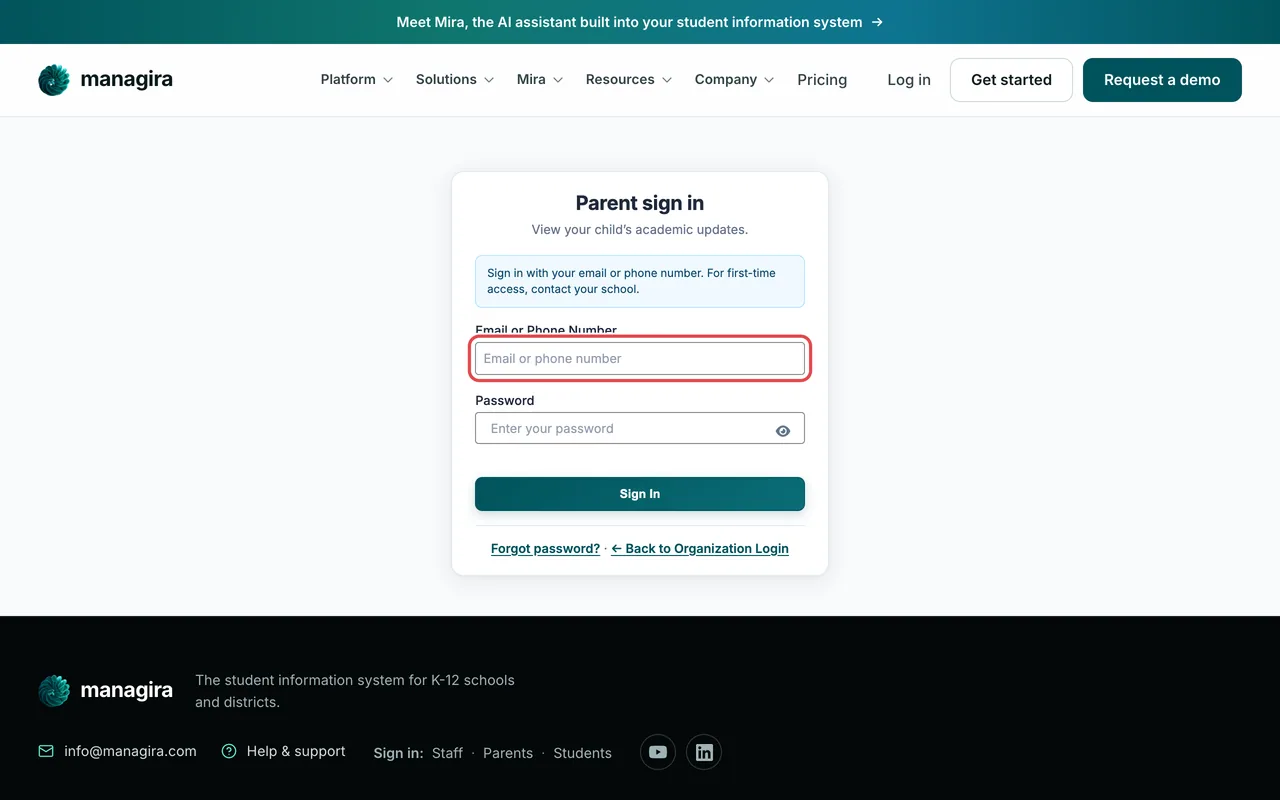 Meet Mira, the AI assistant built into your student information system →
managira
Platform
Solutions
Mira
Resources
Company
Pricing
Log in
Get started
Request a demo
Parent sign in
View your child’s academic updates.
Sign in with your email or phone number. For first-time
access, contact your school.
Email or Phone Number
Email or phone number
Password
Enter your password
Sign In
Forgot password? · ← Back to Organization Login
managira
The student information system for K-12 schools
and districts.
info@managira.com
Help & support
Sign in: Staff · Parents · Students
in